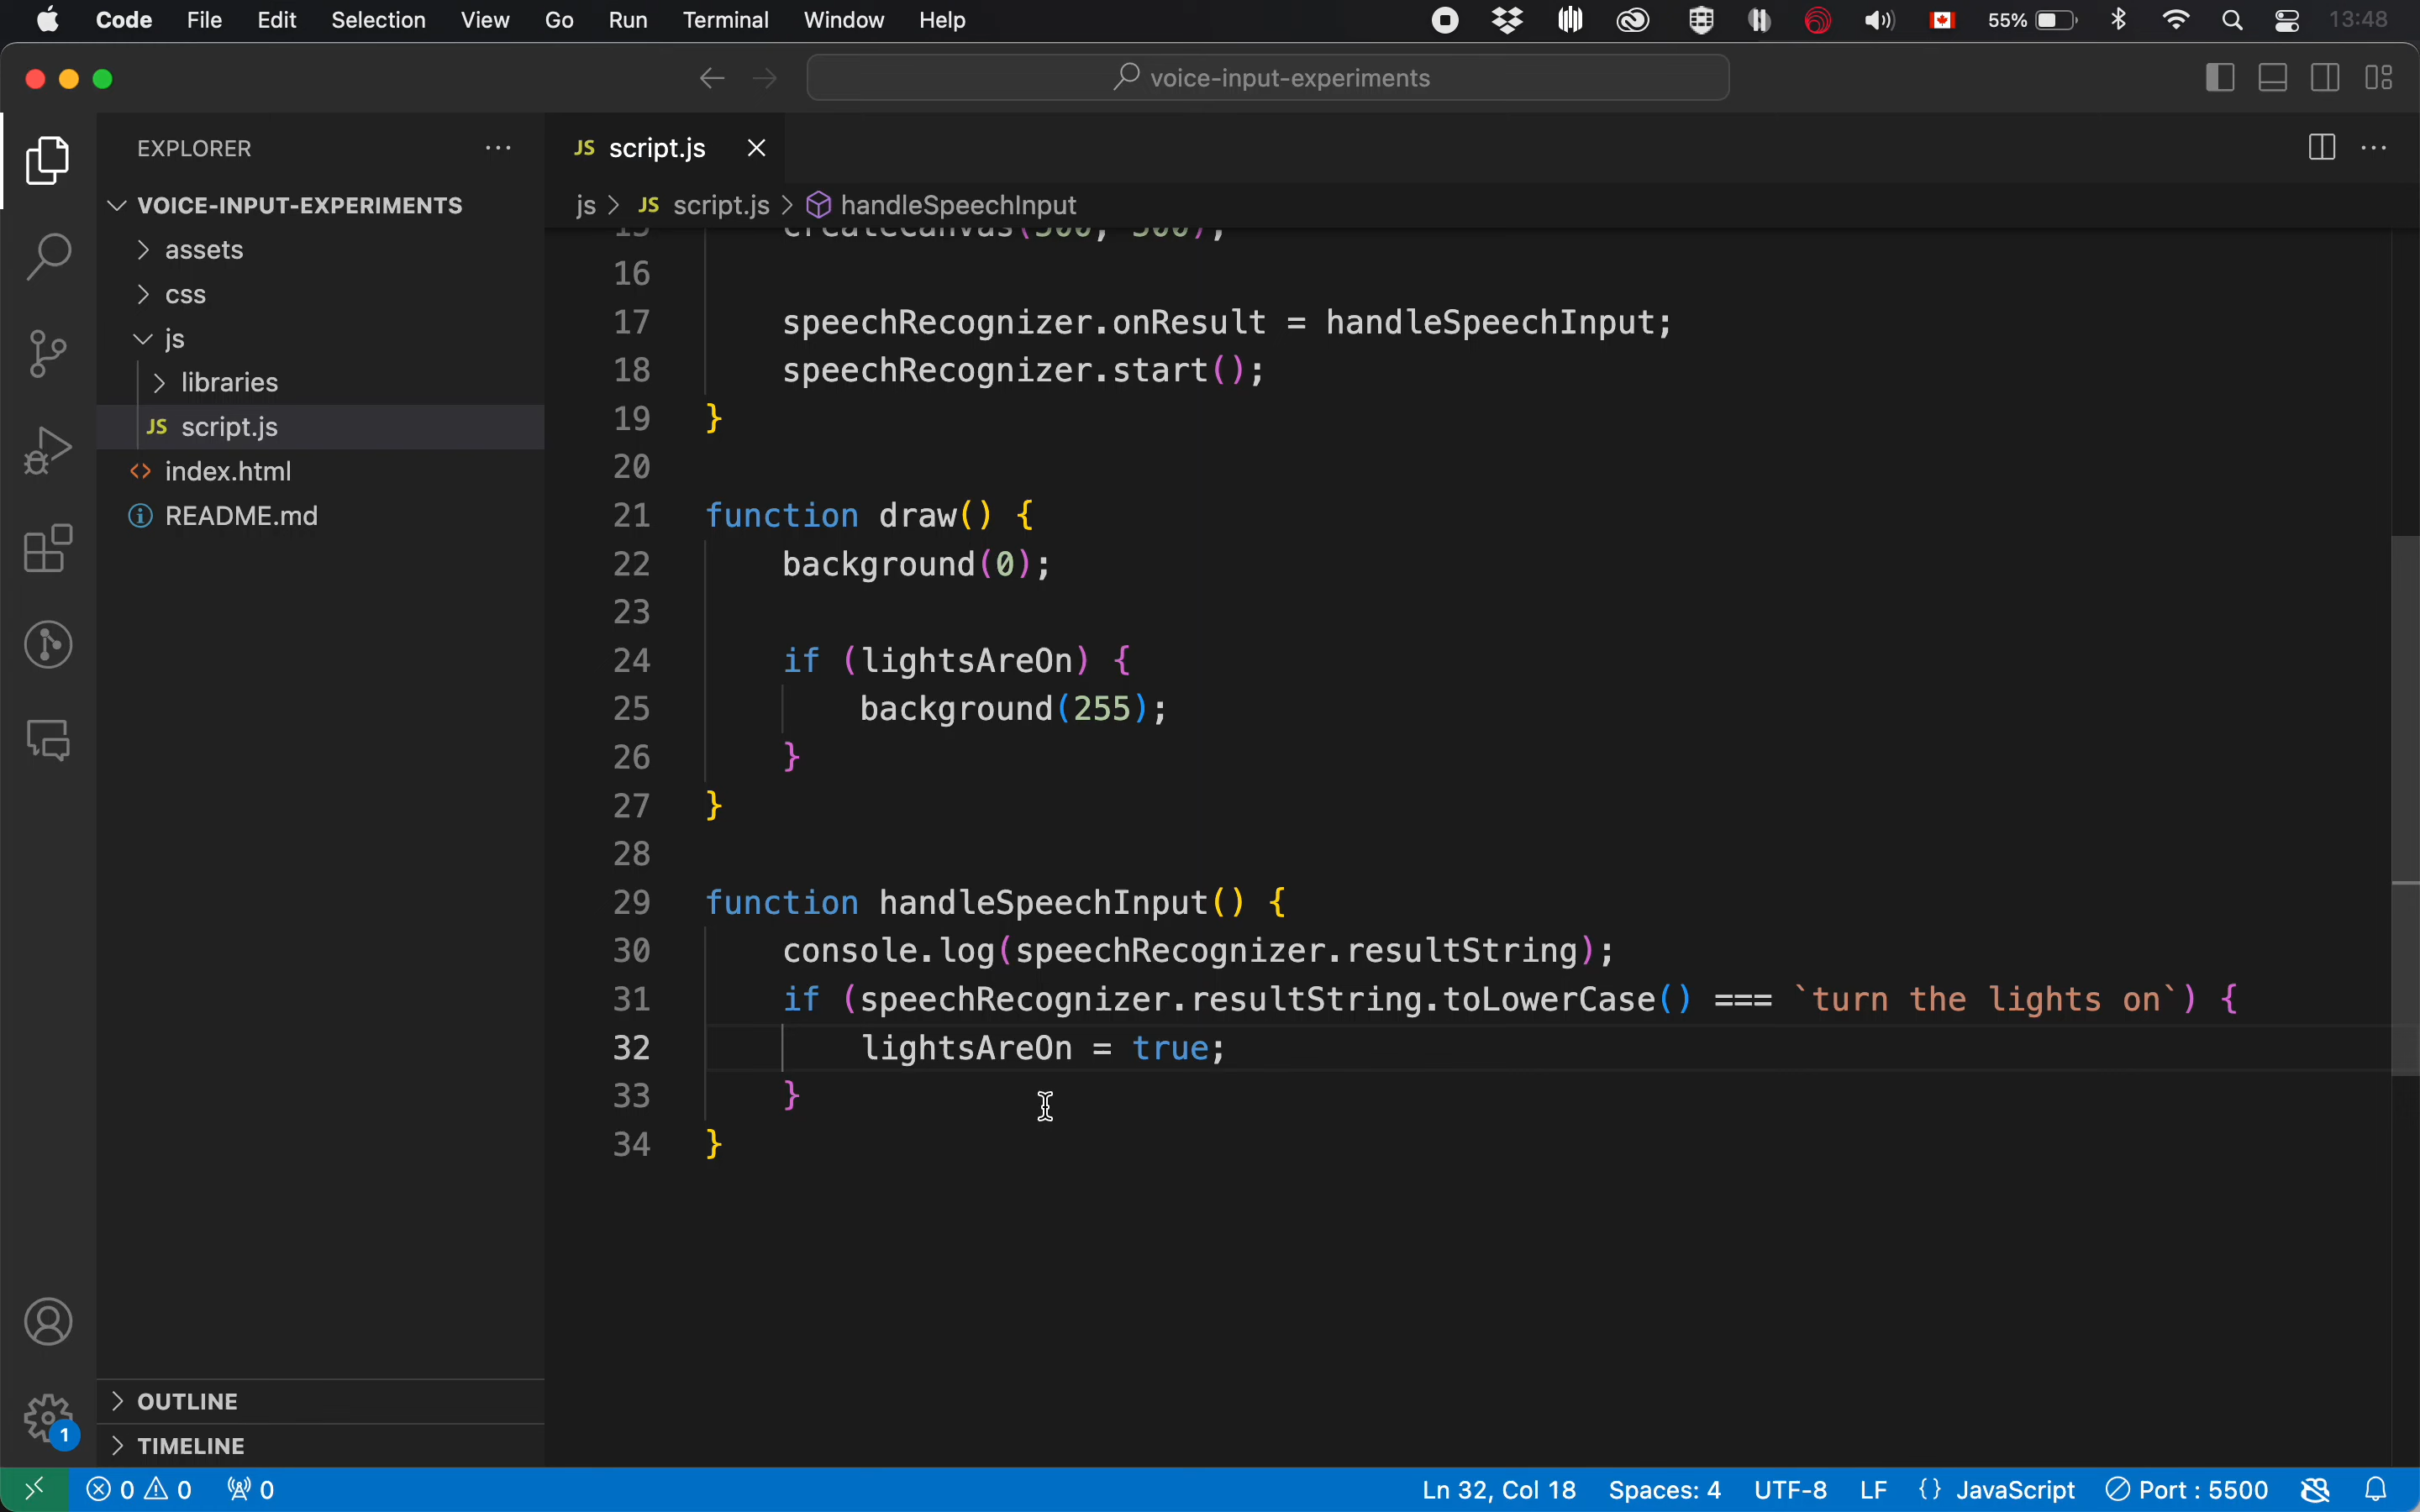 Code File Edit Selection View Go Run Terminal Window Help 55% 13:48
voice-input-experiments
EXPLORER
JS script.js
VOICE-INPUT-EXPERIMENTS
js > JS script.js > handleSpeechInput
assets
css
js
libraries
JS script.js
<> index.html
README.md
15 createCanvas(500, 500);
16
17 speechRecognizer.onResult = handleSpeechInput;
18 speechRecognizer.start();
19 }
20
21 function draw() {
22 background(0);
23
24 if (lightsAreOn) {
25 background(255);
26 }
27 }
28
29 function handleSpeechInput() {
30 console.log(speechRecognizer.resultString);
31 if (speechRecognizer.resultString.toLowerCase() === `turn the lights on`) {
32 lightsAreOn = true;
33 }
34 }
1
OUTLINE
TIMELINE
0 0 0 Ln 32, Col 18 Spaces: 4 UTF-8 LF {} JavaScript Port : 5500